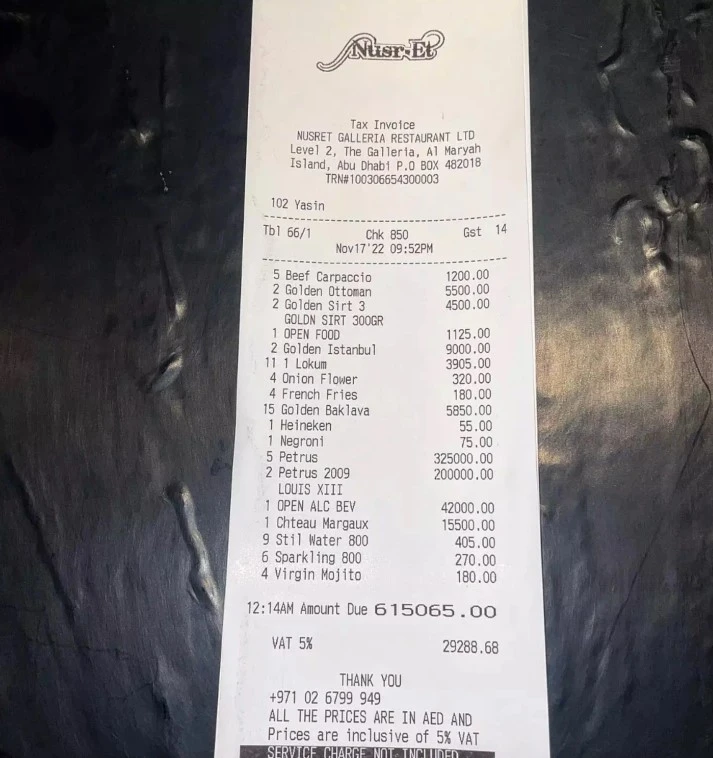 Nusr-Et
Tax Invoice
NUSRET GALLERIA RESTAURANT LTD
Level 2, The Galleria, Al Maryah
Island, Abu Dhabi P.O BOX 482018
TRN#100306654300003
102 Yasin
Tbl 66/1 Chk 850 Gst 14
Nov17'22 09:52PM
5 Beef Carpaccio 1200.00
2 Golden Ottoman 5500.00
2 Golden Sirt 3 4500.00
GOLDN SIRT 300GR
1 OPEN FOOD 1125.00
2 Golden Istanbul 9000.00
11 1 Lokum 3905.00
4 Onion Flower 320.00
4 French Fries 180.00
15 Golden Baklava 5850.00
1 Heineken 55.00
1 Negroni 75.00
5 Petrus 325000.00
2 Petrus 2009 200000.00
LOUIS XIII
1 OPEN ALC BEV 42000.00
1 Chteau Margaux 15500.00
9 Stil Water 800 405.00
6 Sparkling 800 270.00
4 Virgin Mojito 180.00
12:14AM Amount Due 615065.00
VAT 5% 29288.68
THANK YOU
+971 02 6799 949
ALL THE PRICES ARE IN AED AND
Prices are inclusive of 5% VAT
SERVICE CHARGE NOT INCLUDED